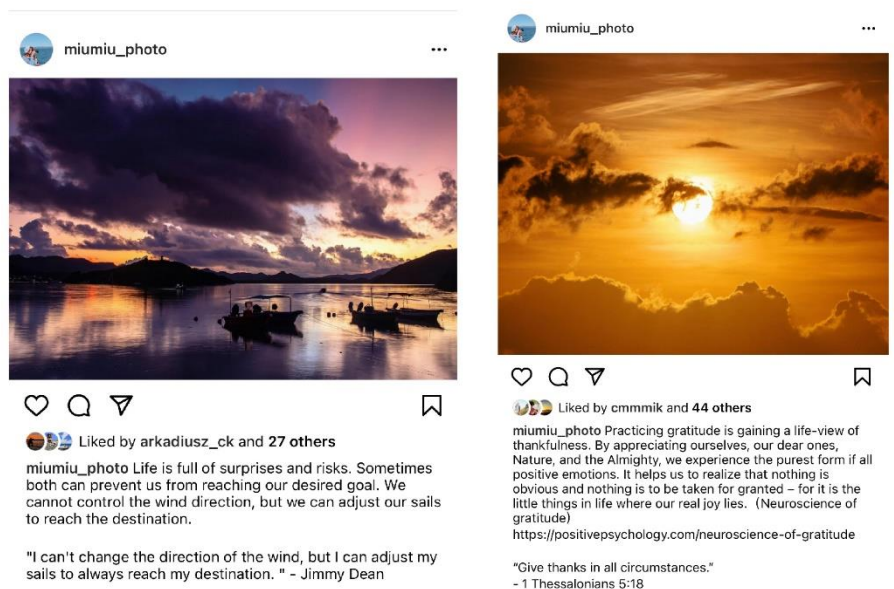 miumiu_photo
Liked by arkadiusz_ck and 27 others
miumiu_photo Life is full of surprises and risks. Sometimes
both can prevent us from reaching our desired goal. We
cannot control the wind direction, but we can adjust our sails
to reach the destination.
"I can't change the direction of the wind, but I can adjust my
sails to always reach my destination. " - Jimmy Dean
miumiu_photo
Liked by cmmmik and 44 others
miumiu_photo Practicing gratitude is gaining a life-view of
thankfulness. By appreciating ourselves, our dear ones,
Nature, and the Almighty, we experience the purest form if all
positive emotions. It helps us to realize that nothing is
obvious and nothing is to be taken for granted – for it is the
little things in life where our real joy lies.  (Neuroscience of
gratitude)
https://positivepsychology.com/neuroscience-of-gratitude
“Give thanks in all circumstances.”
- 1 Thessalonians 5:18